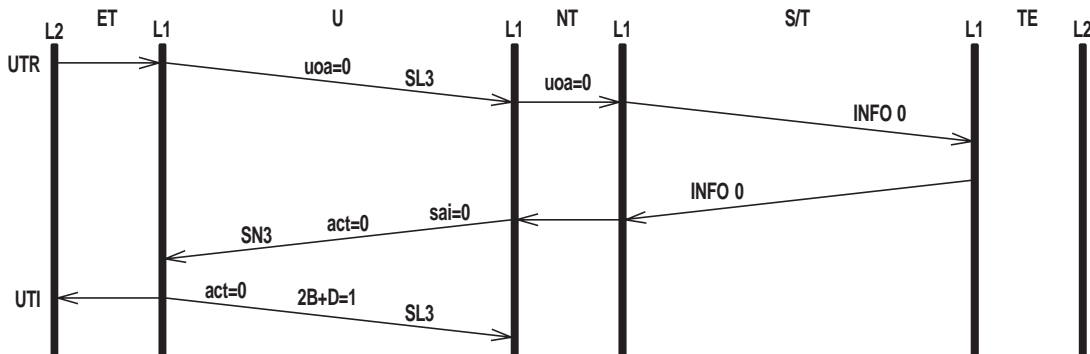 ET U NT S/T TE
L2 L1 L1 L1 L1 L2
UTR
uoa=0 SL3 uoa=0
INFO 0
INFO 0
SN3 act=0 sai=0
UTI
act=0 2B+D=1 SL3